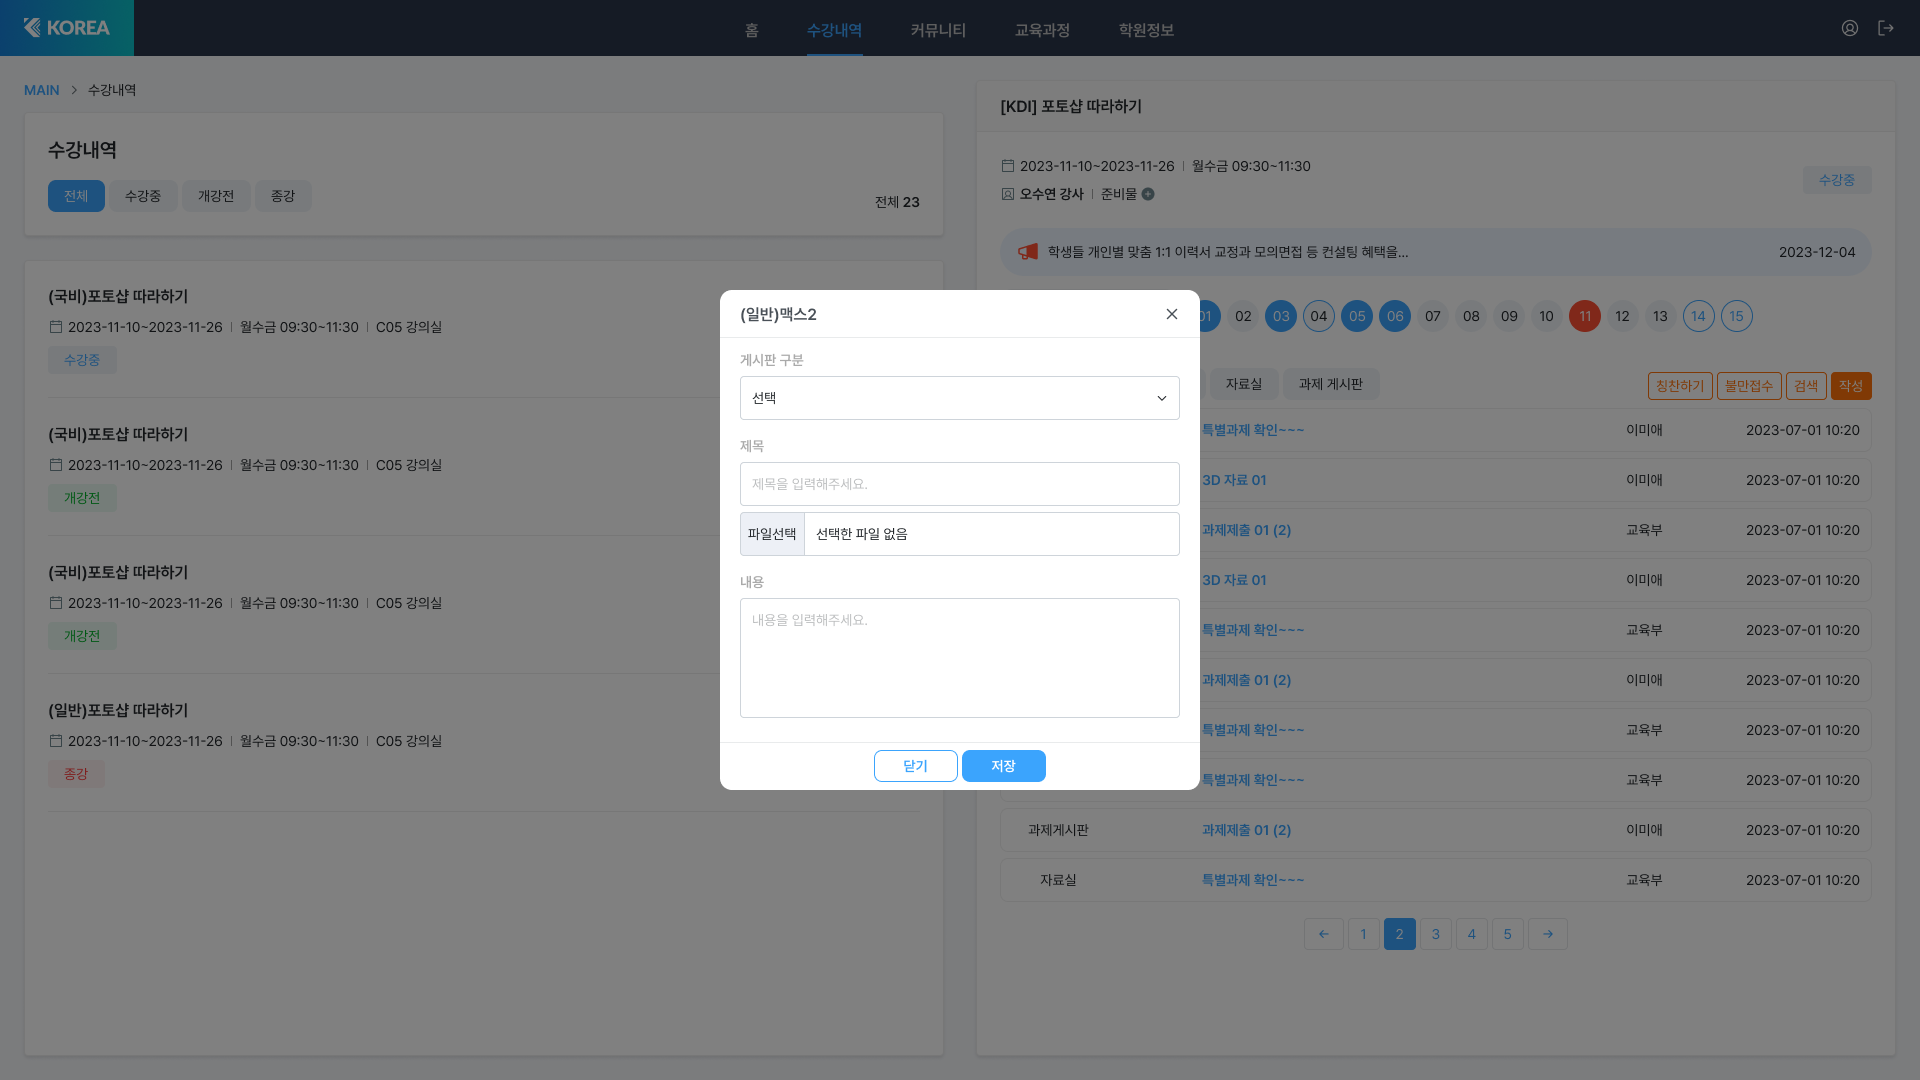 KOREA
홈
수강내역
커뮤니티
교육과정
학원정보
MAIN > 수강내역
수강내역
전체
수강중
개강전
종강
전체 23
(국비)포토샵 따라하기
2023-11-10~2023-11-26 | 월수금 09:30~11:30 | C05 강의실
수강중
(국비)포토샵 따라하기
2023-11-10~2023-11-26 | 월수금 09:30~11:30 | C05 강의실
개강전
(국비)포토샵 따라하기
2023-11-10~2023-11-26 | 월수금 09:30~11:30 | C05 강의실
개강전
(일반)포토샵 따라하기
2023-11-10~2023-11-26 | 월수금 09:30~11:30 | C05 강의실
종강
(일반)맥스2
게시판 구분
선택
제목
제목을 입력해주세요.
파일선택 선택한 파일 없음
내용
내용을 입력해주세요.
닫기
저장
[KDI] 포토샵 따라하기
2023-11-10~2023-11-26 | 월수금 09:30~11:30
오수연 강사 | 준비물
수강중
학생들 개인별 맞춤 1:1 이력서 교정과 모의면접 등 컨설팅 혜택을... 2023-12-04
01 02 03 04 05 06 07 08 09 10 11 12 13 14 15
자료실
과제 게시판
칭찬하기
불만접수
검색
작성
특별과제 확인~~~ 이미애 2023-07-01 10:20
3D 자료 01 이미애 2023-07-01 10:20
과제제출 01 (2) 교육부 2023-07-01 10:20
3D 자료 01 이미애 2023-07-01 10:20
특별과제 확인~~~ 교육부 2023-07-01 10:20
과제제출 01 (2) 이미애 2023-07-01 10:20
특별과제 확인~~~ 교육부 2023-07-01 10:20
특별과제 확인~~~ 교육부 2023-07-01 10:20
과제게시판 과제제출 01 (2) 이미애 2023-07-01 10:20
자료실 특별과제 확인~~~ 교육부 2023-07-01 10:20
← 1 2 3 4 5 →